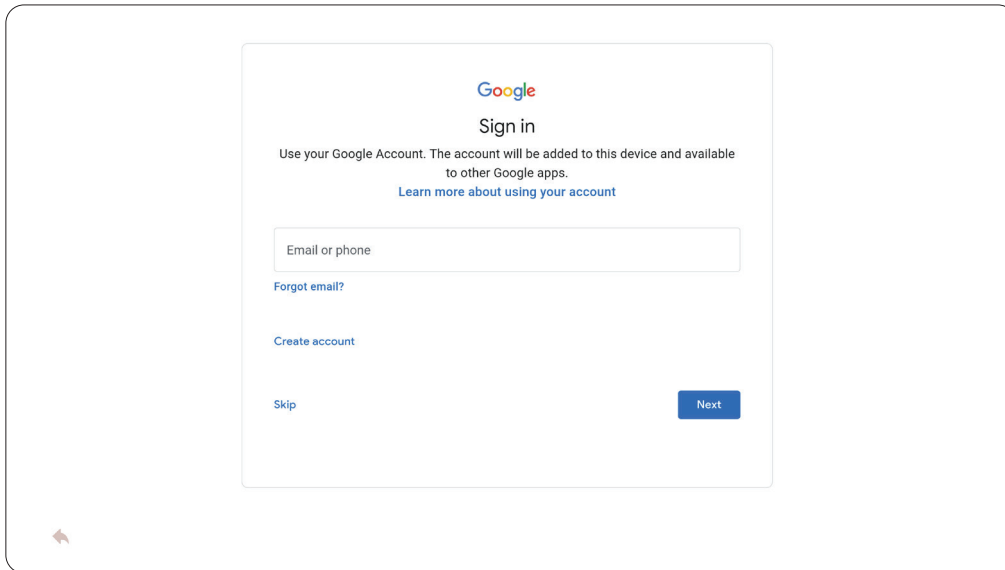 Google
Sign in
Use your Google Account. The account will be added to this device and available
to other Google apps.
Learn more about using your account
Email or phone
Forgot email?
Create account
Skip
Next